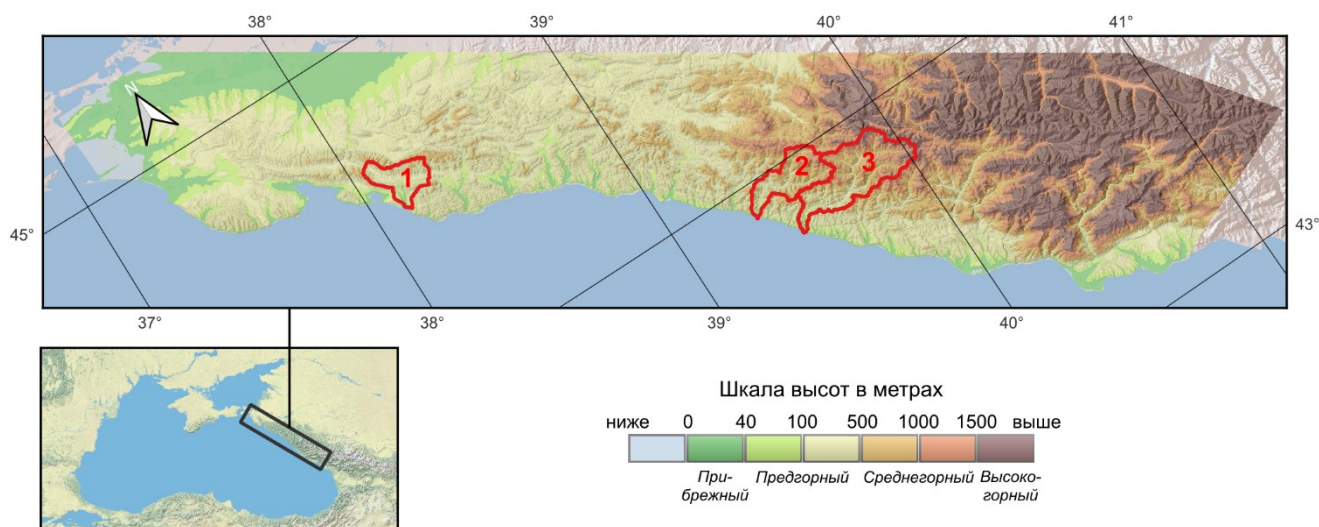 38° 39° 40° 41°
N
1 2 3
45° 43°
37° 38° 39° 40°
Шкала высот в метрах
ниже 0 40 100 500 1000 1500 выше
При-
брежный Предгорный Среднегорный Высоко-
горный